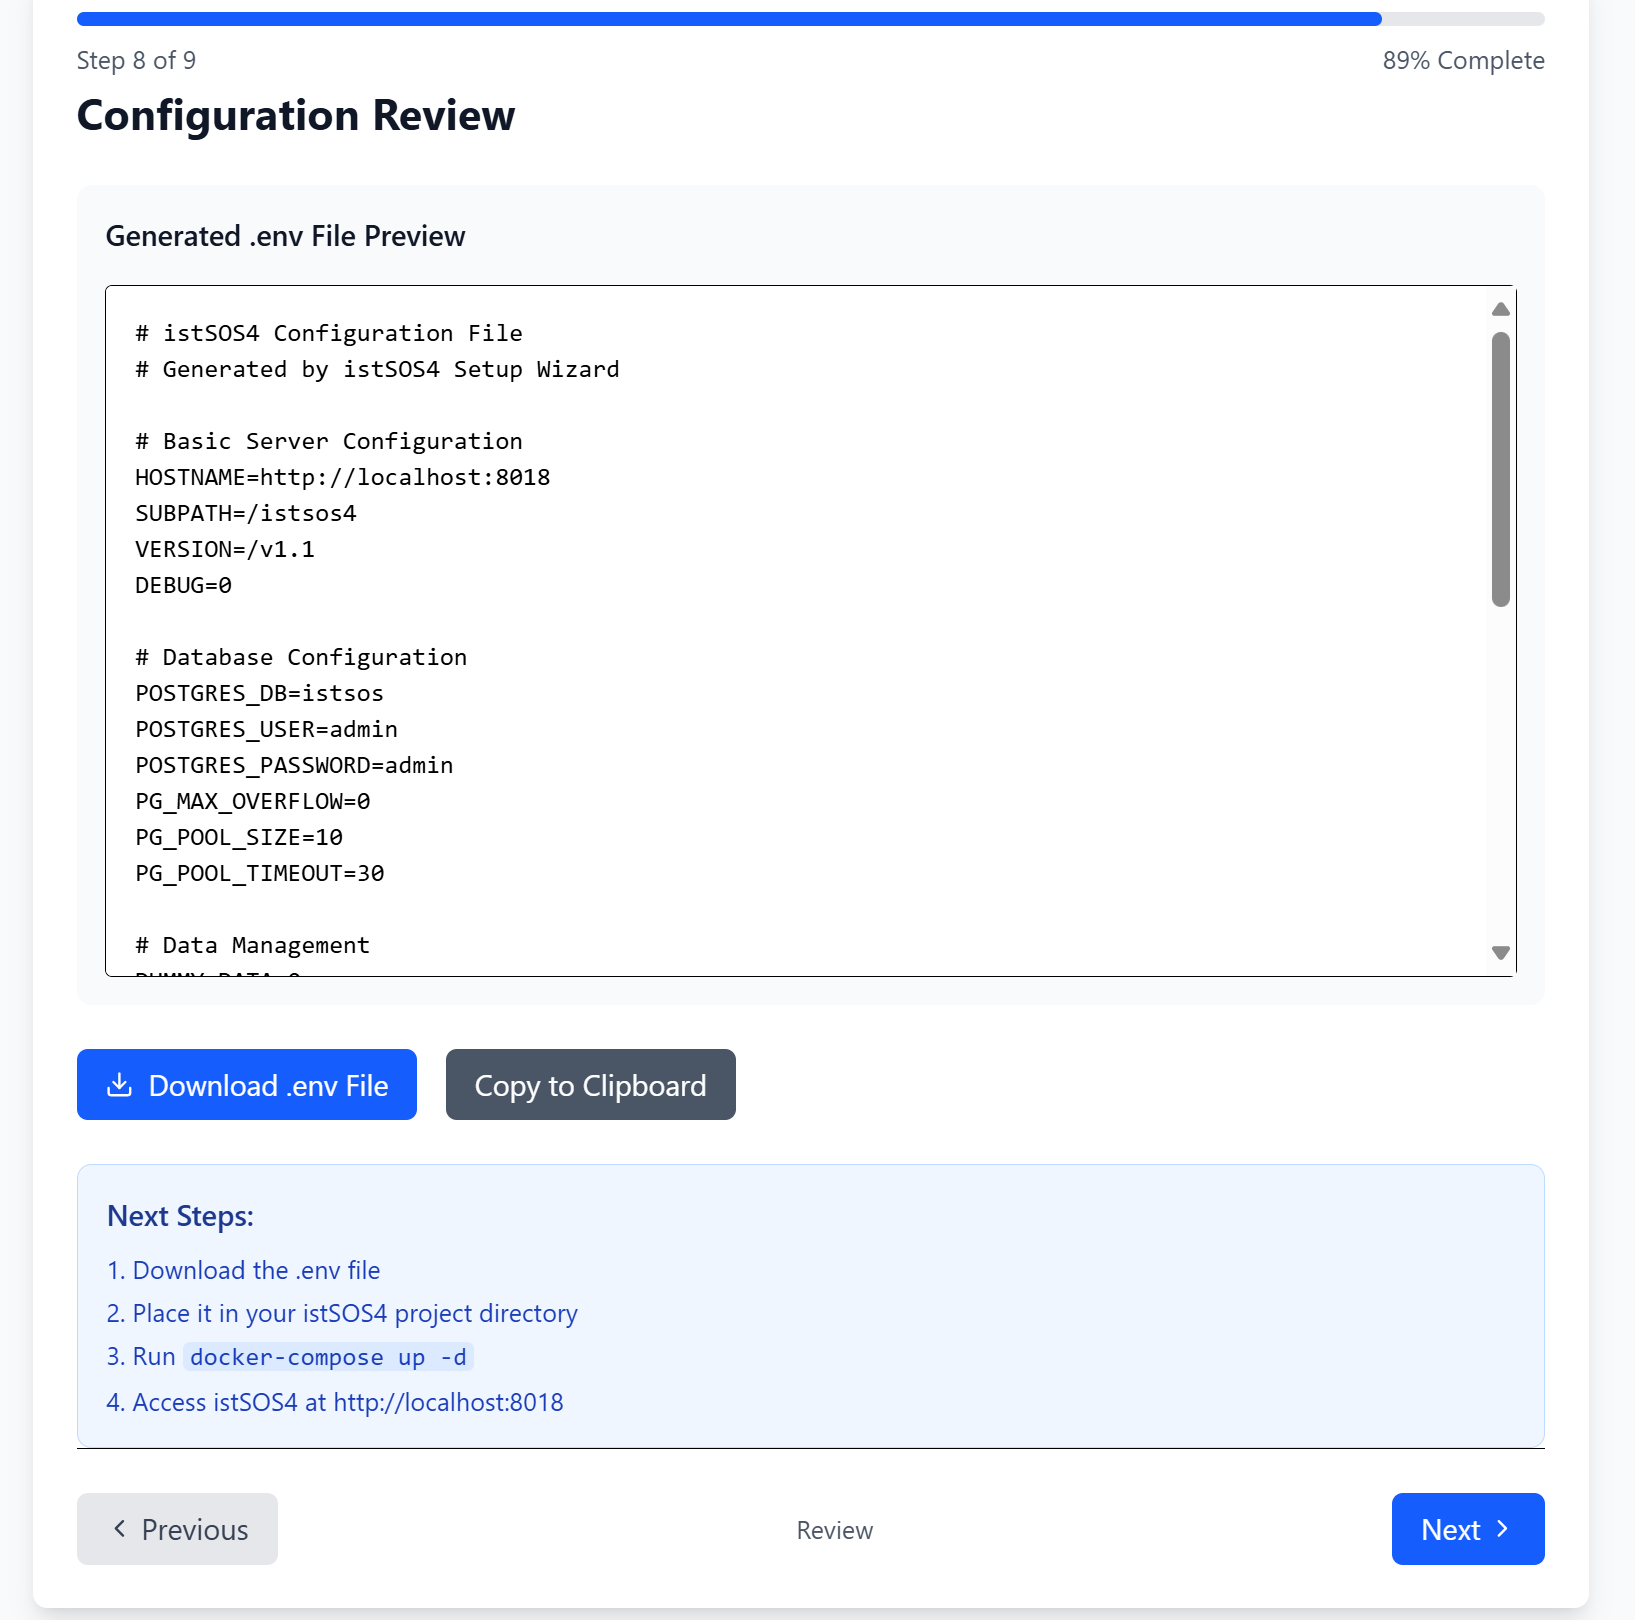 Step 8 of 9
89% Complete
Configuration Review
Generated .env File Preview
# istSOS4 Configuration File
# Generated by istSOS4 Setup Wizard
# Basic Server Configuration
HOSTNAME=http://localhost:8018
SUBPATH=/istsos4
VERSION=/v1.1
DEBUG=0
# Database Configuration
POSTGRES_DB=istsos
POSTGRES_USER=admin
POSTGRES_PASSWORD=admin
PG_MAX_OVERFLOW=0
PG_POOL_SIZE=10
PG_POOL_TIMEOUT=30
# Data Management
Download .env File
Copy to Clipboard
Next Steps:
1. Download the .env file
2. Place it in your istSOS4 project directory
3. Run docker-compose up -d
4. Access istSOS4 at http://localhost:8018
Previous
Review
Next